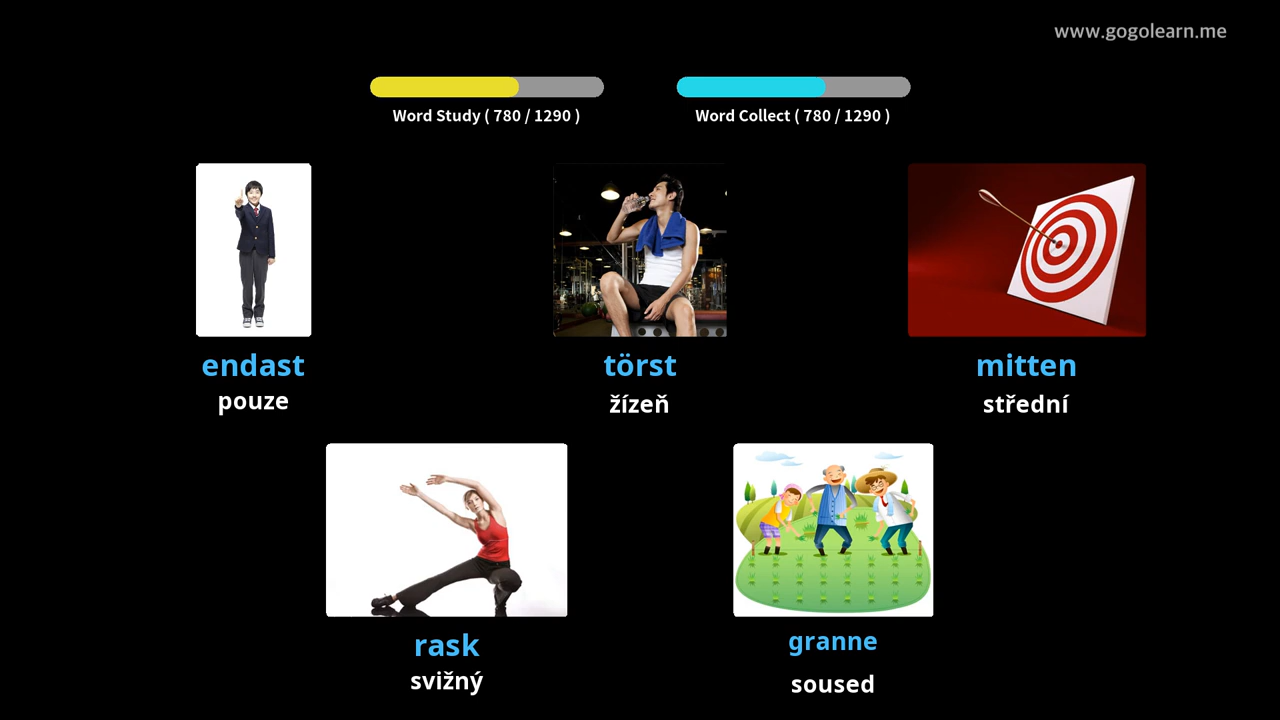 www.gogolearn.me
Word Study ( 780 / 1290 )
Word Collect ( 780 / 1290 )
endast
pouze
törst
žízeň
mitten
střední
rask
svižný
granne
soused